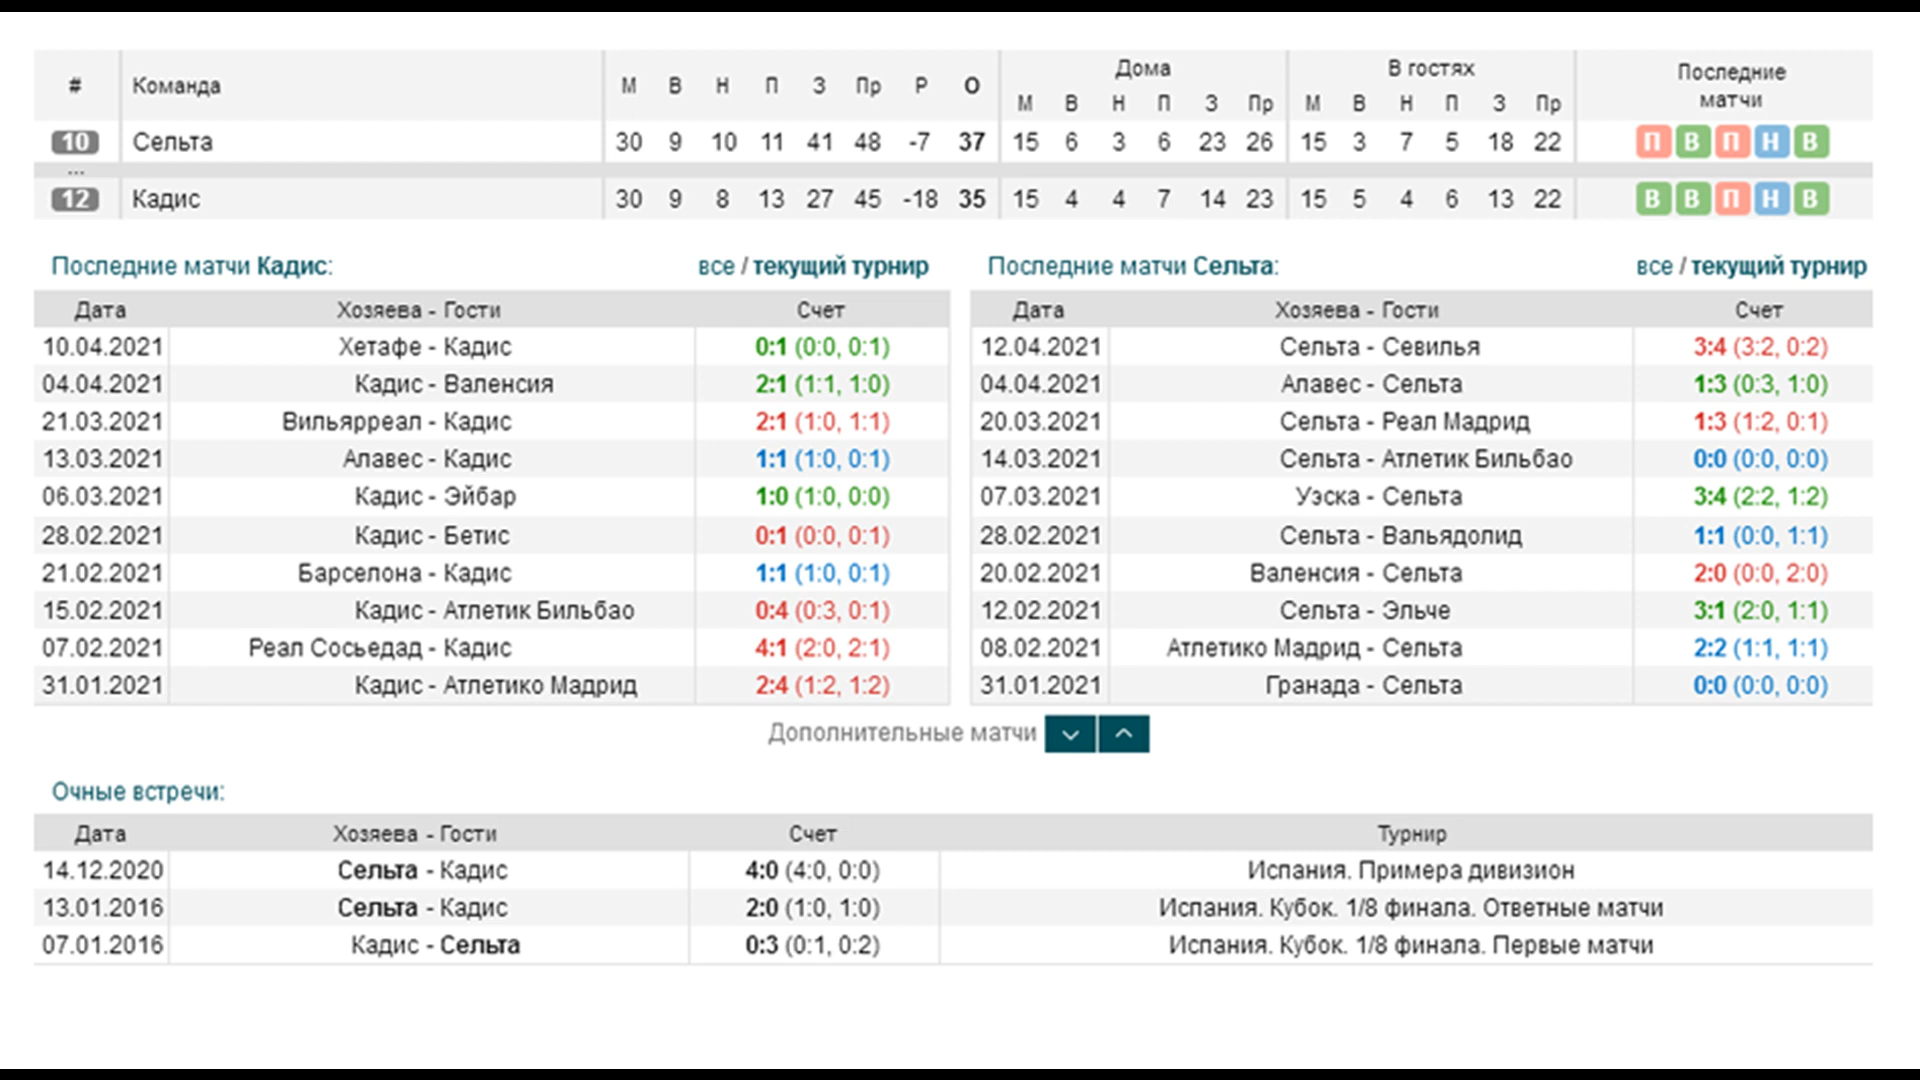 # Команда М В Н П З Пр Р О Дома М В Н П З Пр В гостях М В Н П З Пр Последние матчи
10 Сельта 30 9 10 11 41 48 -7 37 15 6 3 6 23 26 15 3 7 5 18 22 П В П Н В
...
12 Кадис 30 9 8 13 27 45 -18 35 15 4 4 7 14 23 15 5 4 6 13 22 В В П Н В
Последние матчи Кадис: все / текущий турнир
Дата Хозяева - Гости Счет
10.04.2021 Хетафе - Кадис 0:1 (0:0, 0:1)
04.04.2021 Кадис - Валенсия 2:1 (1:1, 1:0)
21.03.2021 Вильярреал - Кадис 2:1 (1:0, 1:1)
13.03.2021 Алавес - Кадис 1:1 (1:0, 0:1)
06.03.2021 Кадис - Эйбар 1:0 (1:0, 0:0)
28.02.2021 Кадис - Бетис 0:1 (0:0, 0:1)
21.02.2021 Барселона - Кадис 1:1 (1:0, 0:1)
15.02.2021 Кадис - Атлетик Бильбао 0:4 (0:3, 0:1)
07.02.2021 Реал Сосьедад - Кадис 4:1 (2:0, 2:1)
31.01.2021 Кадис - Атлетико Мадрид 2:4 (1:2, 1:2)
Последние матчи Сельта: все / текущий турнир
Дата Хозяева - Гости Счет
12.04.2021 Сельта - Севилья 3:4 (3:2, 0:2)
04.04.2021 Алавес - Сельта 1:3 (0:3, 1:0)
20.03.2021 Сельта - Реал Мадрид 1:3 (1:2, 0:1)
14.03.2021 Сельта - Атлетик Бильбао 0:0 (0:0, 0:0)
07.03.2021 Уэска - Сельта 3:4 (2:2, 1:2)
28.02.2021 Сельта - Вальядолид 1:1 (0:0, 1:1)
20.02.2021 Валенсия - Сельта 2:0 (0:0, 2:0)
12.02.2021 Сельта - Эльче 3:1 (2:0, 1:1)
08.02.2021 Атлетико Мадрид - Сельта 2:2 (1:1, 1:1)
31.01.2021 Гранада - Сельта 0:0 (0:0, 0:0)
Дополнительные матчи
Очные встречи:
Дата Хозяева - Гости Счет Турнир
14.12.2020 Сельта - Кадис 4:0 (4:0, 0:0) Испания. Примера дивизион
13.01.2016 Сельта - Кадис 2:0 (1:0, 1:0) Испания. Кубок. 1/8 финала. Ответные матчи
07.01.2016 Кадис - Сельта 0:3 (0:1, 0:2) Испания. Кубок. 1/8 финала. Первые матчи